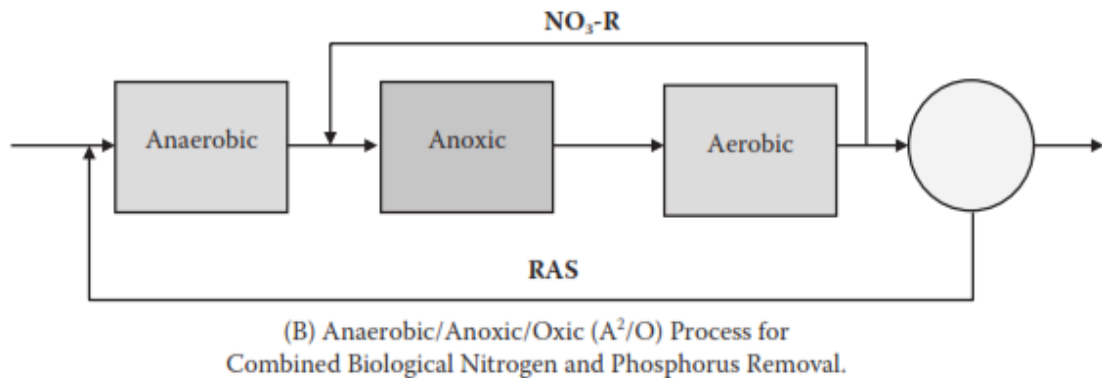 NO₃-R
Anaerobic
Anoxic
Aerobic
RAS
(B) Anaerobic/Anoxic/Oxic (A²/O) Process for
Combined Biological Nitrogen and Phosphorus Removal.